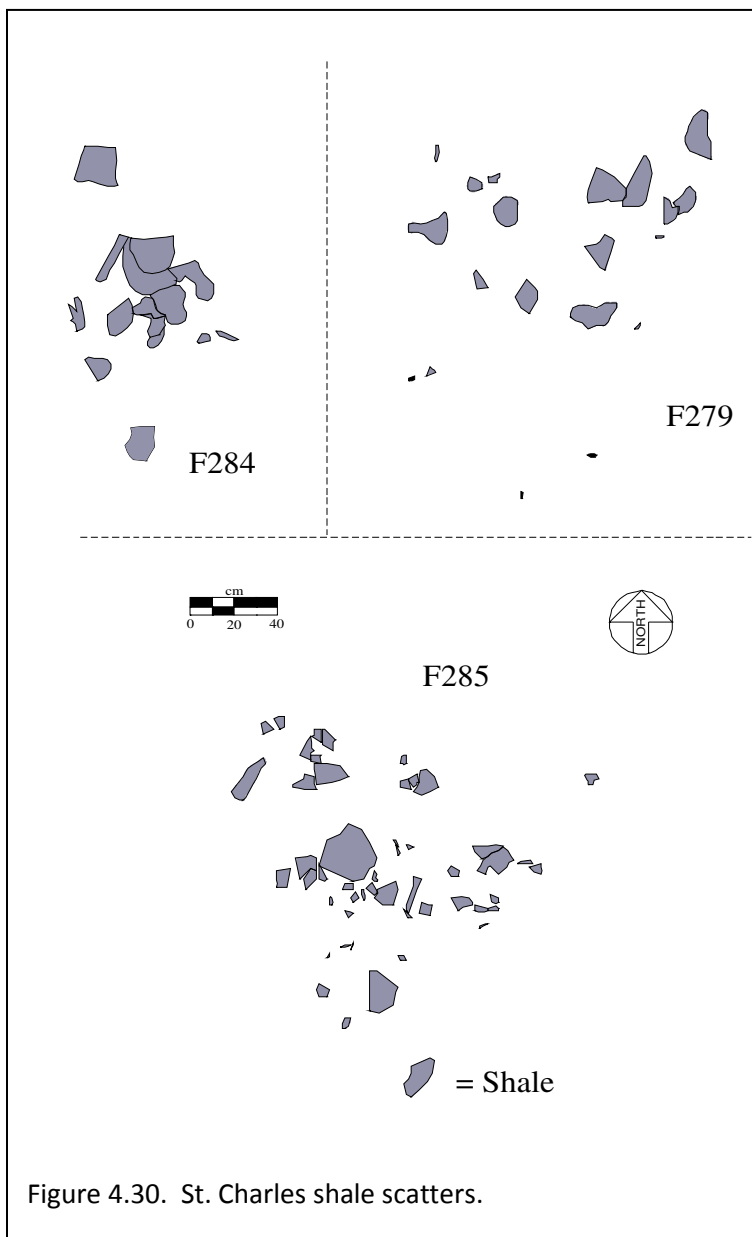 F284
F279
cm
0 20 40
NORTH
F285
= Shale
Figure 4.30. St. Charles shale scatters.